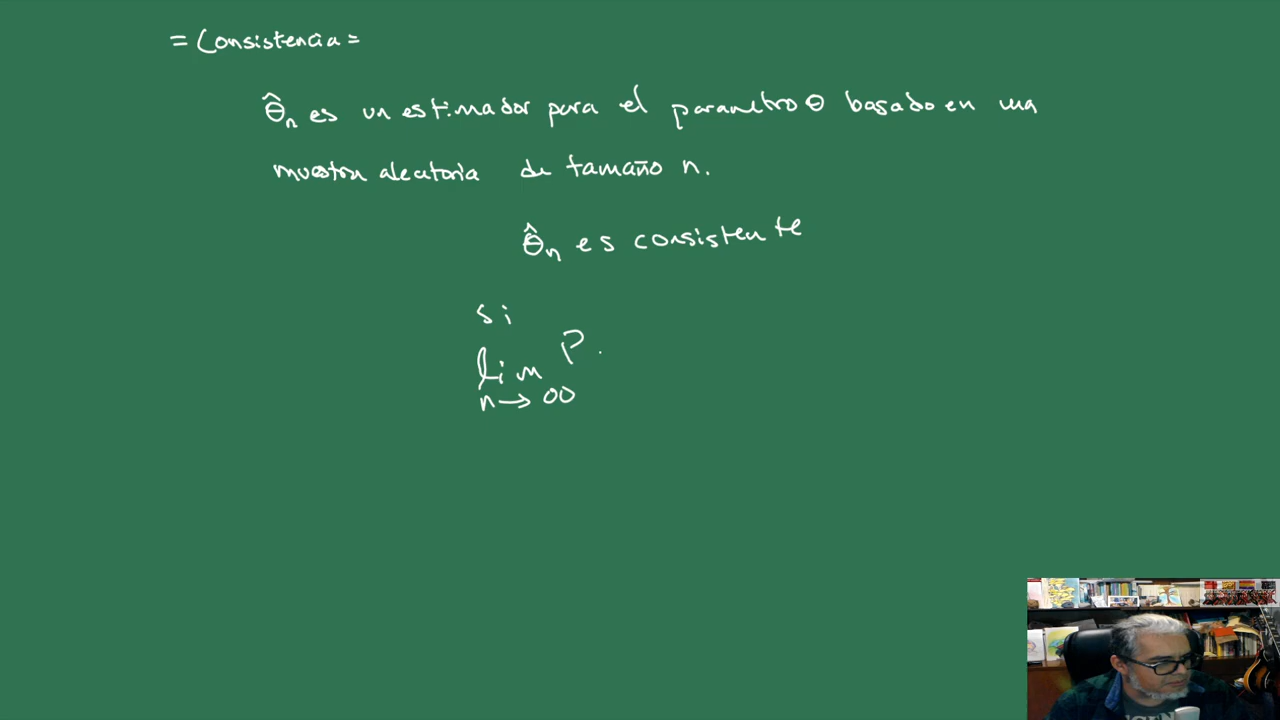 = Consistencia =
θ̂n es un estimador para el parametro θ basado en una
muestra aleatoria de tamaño n.
θ̂n es consistente
si
lim P.
n → ∞